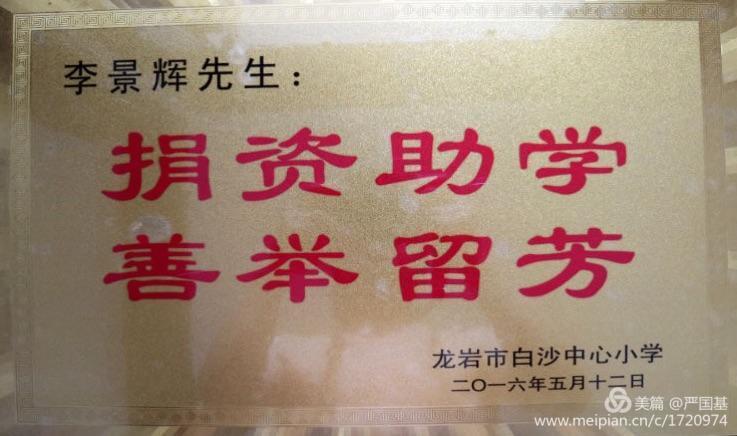 李景辉先生：
捐资助学
善举留芳
龙岩市白沙中心小学
二〇一六年五月十二日
美篇 @严国基
www.meipian.cn/c/1720974